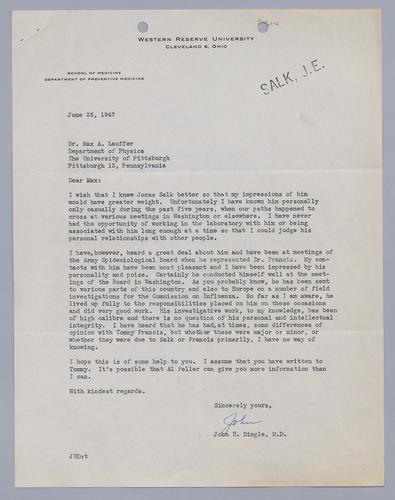 WESTERN RESERVE UNIVERSITY
CLEVELAND 6, OHIO
SCHOOL OF MEDICINE
DEPARTMENT OF PREVENTIVE MEDICINE
SALK, J.E.
June 26, 1947
Dr. Max A. Lauffer
Department of Physics
The University of Pittsburgh
Pittsburgh 13, Pennsylvania
Dear Max:
I wish that I knew Jonas Salk better so that my impressions of him
would have greater weight. Unfortunately I have known him personally
only casually during the past five years, when our paths happened to
cross at various meetings in Washington or elsewhere. I have never
had the opportunity of working in the laboratory with him or being
associated with him long enough at a time so that I could judge his
personal relationships with other people.
I have,however, heard a great deal about him and have been at meetings of
the Army Epidemiological Board when he represented Dr. Francis. My con-
tacts with him have been most pleasant and I have been impressed by his
personality and poise. Certainly he conducted himself well at the meet-
ings of the Board in Washington. As you probably know, he has been sent
to various parts of this country and also to Europe on a number of field
investigations for the Commission on Influenza. So far as I am aware, he
lived up fully to the responsibilities placed on him on these occasions
and did very good work. His investigative work, to my knowledge, has been
of high calibre and there is no question of his personal and intellectual
integrity. I have heard that he has had,at times, some differences of
opinion with Tommy Francis, but whether these were major or minor, or
whether they were due to Salk or Francis primarily, I have no way of
knowing.
I hope this is of some help to you. I assume that you have written to
Tommy. It's possible that Al Feller can give you more information than
I can.
With kindest regards.
Sincerely yours,
John
John H. Dingle, M.D.
JHD:t